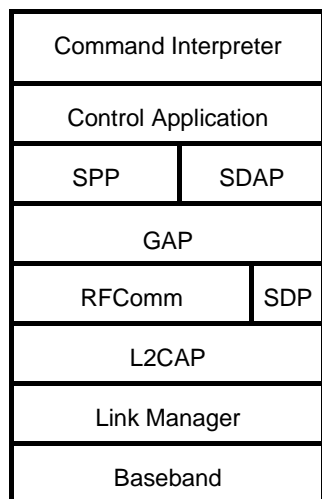 Command Interpreter
Control Application
SPP SDAP
GAP
RFComm SDP
L2CAP
Link Manager
Baseband